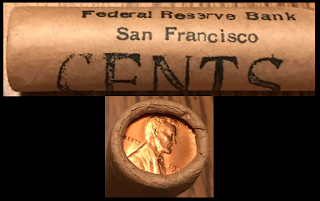 Federal Reserve Bank
San Francisco
CENTS